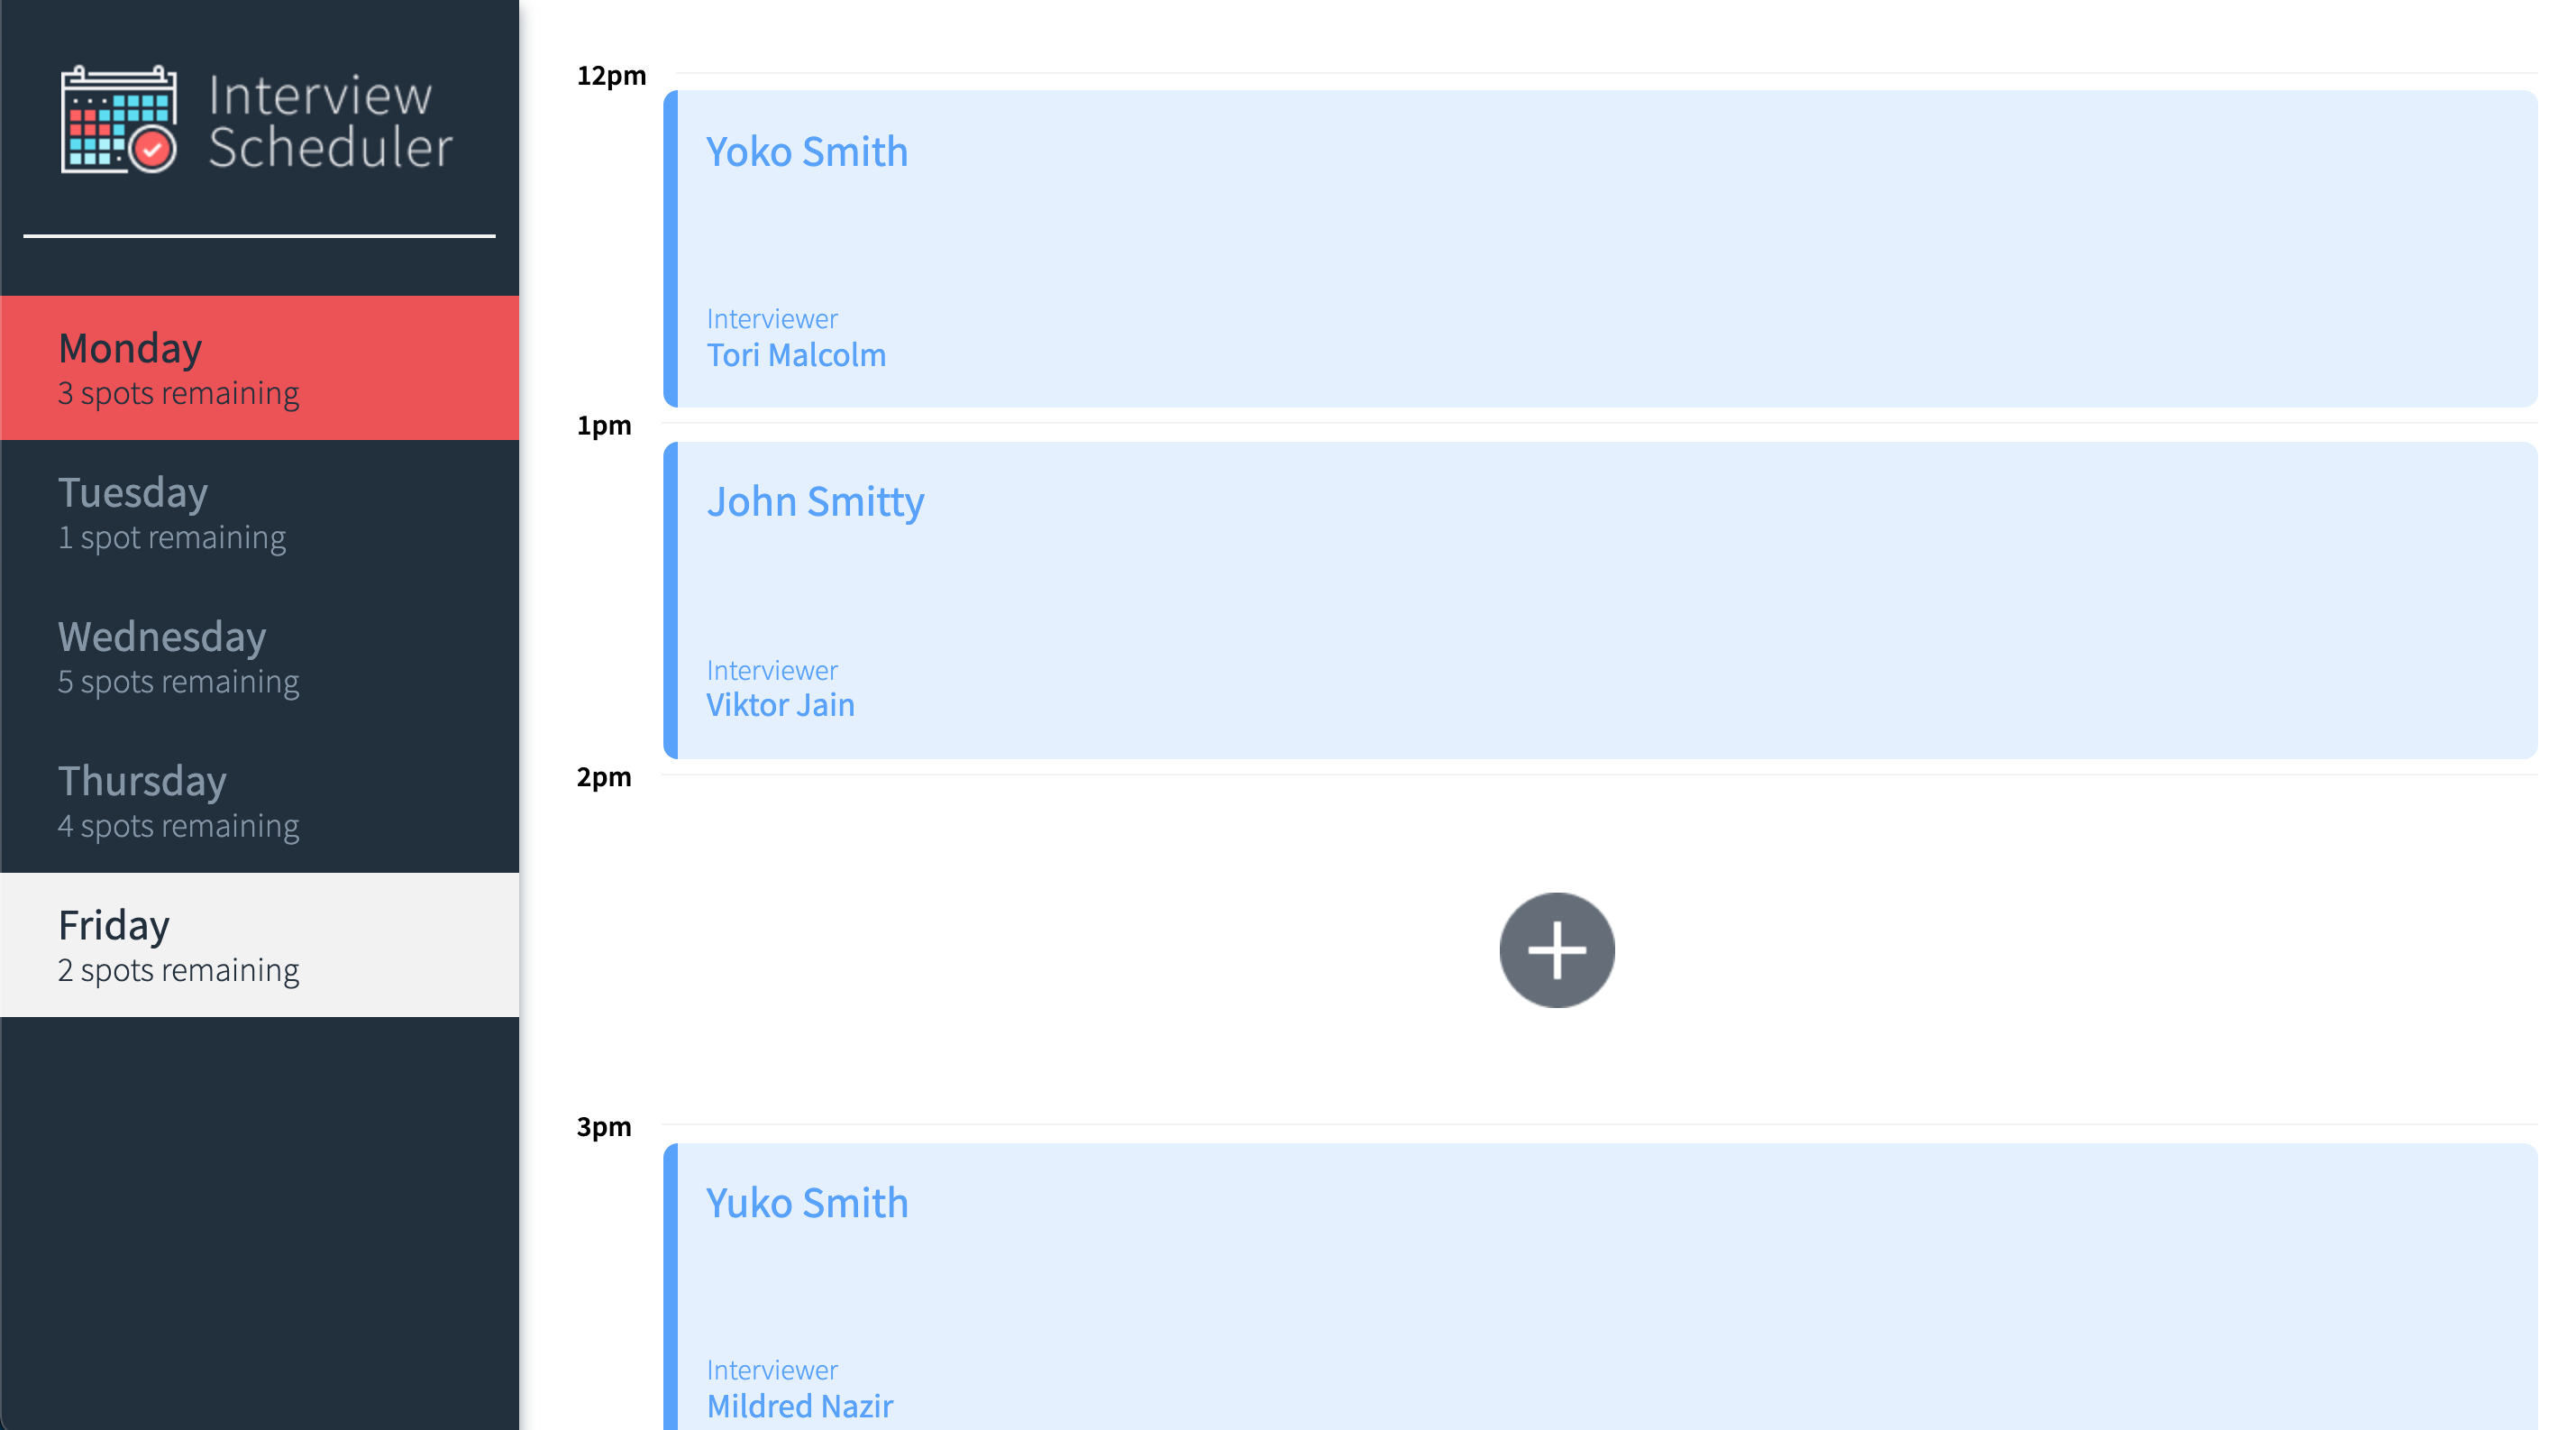 Interview
Scheduler
Monday
3 spots remaining
Tuesday
1 spot remaining
Wednesday
5 spots remaining
Thursday
4 spots remaining
Friday
2 spots remaining
12pm
Yoko Smith
Interviewer
Tori Malcolm
1pm
John Smitty
Interviewer
Viktor Jain
2pm
3pm
Yuko Smith
Interviewer
Mildred Nazir